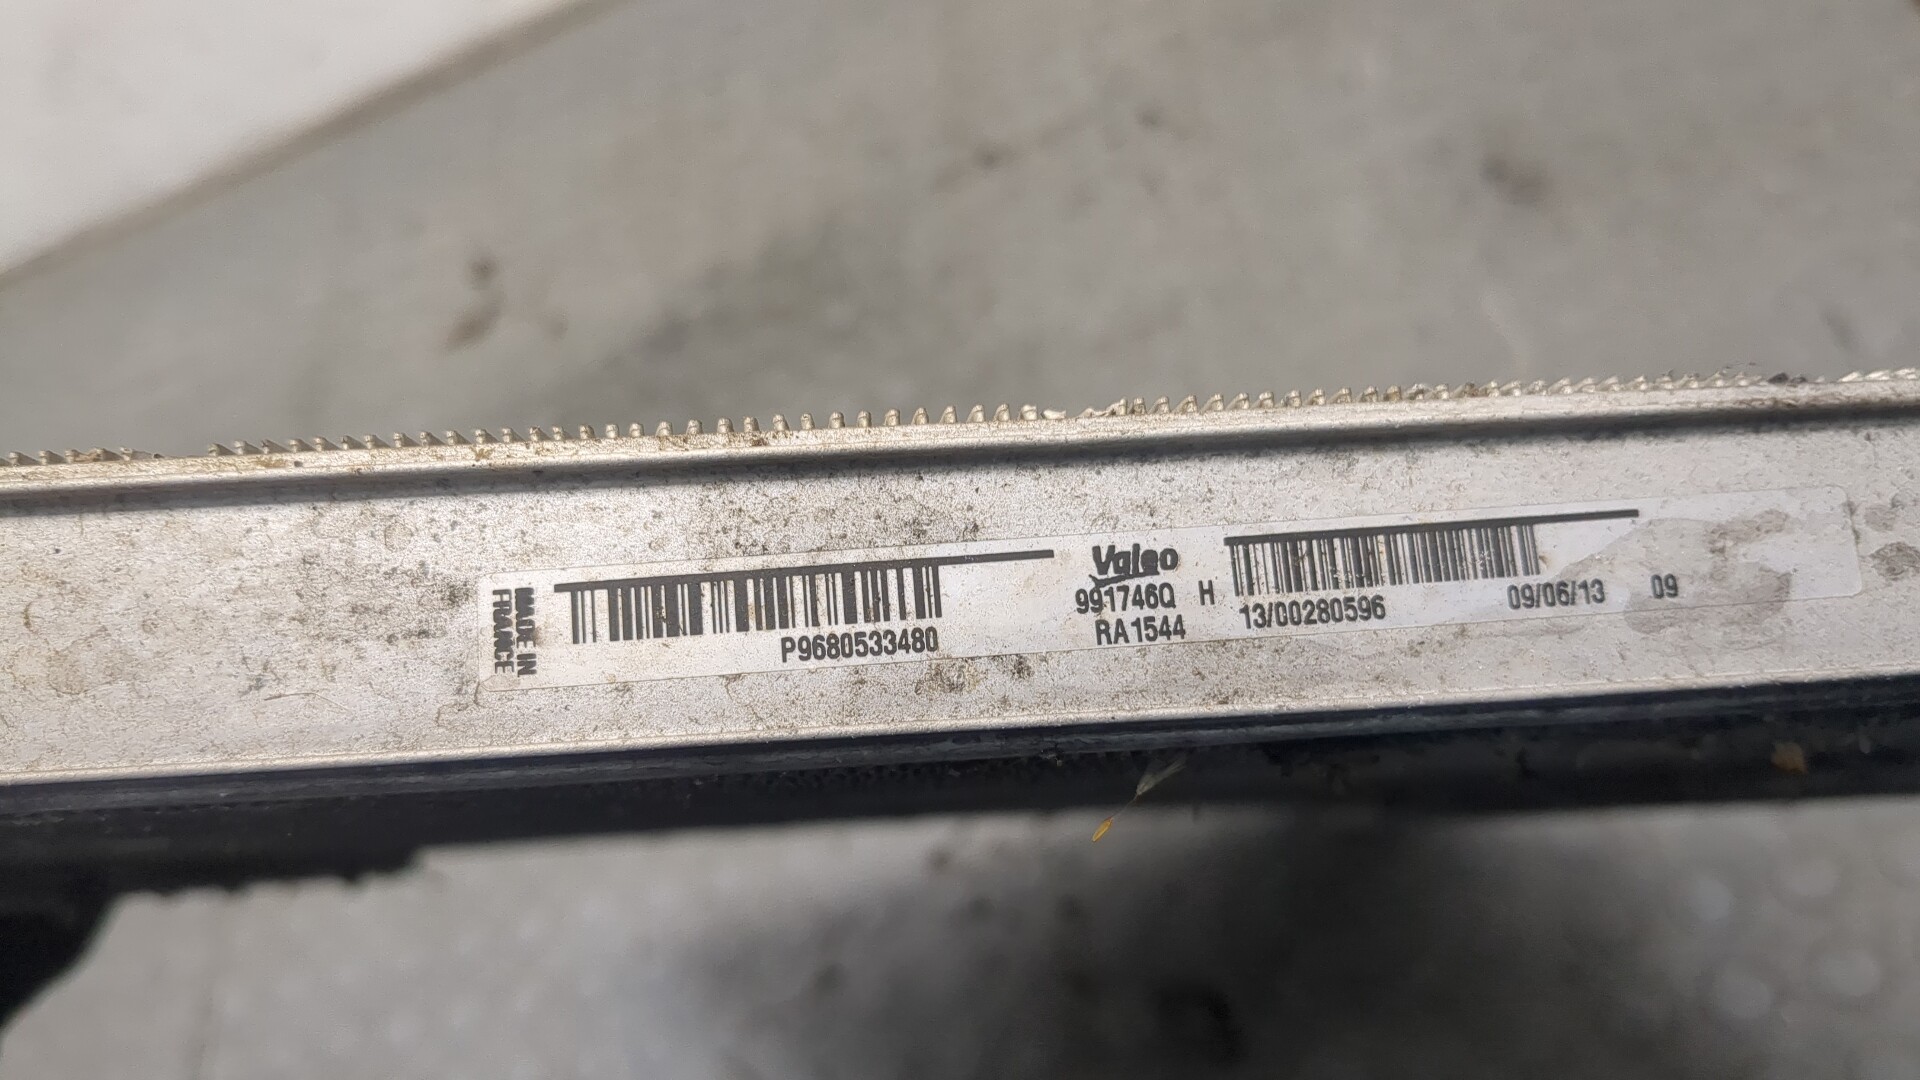 MADE IN
FRANCE
P9680533480
Valeo
991746Q H
RA1544
13/00280596
09/06/13 09